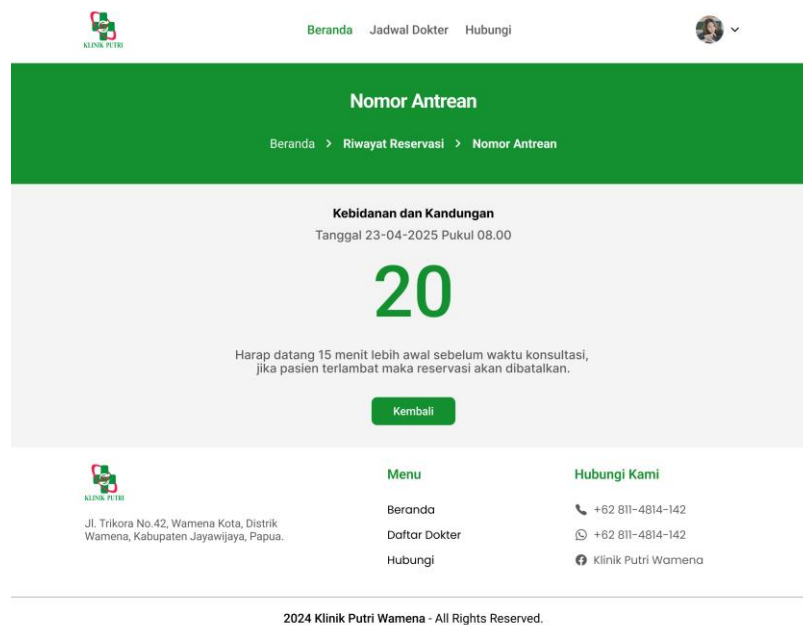 KLINIK PUTRI
Beranda Jadwal Dokter Hubungi
Nomor Antrean
Beranda > Riwayat Reservasi > Nomor Antrean
Kebidanan dan Kandungan
Tanggal 23-04-2025 Pukul 08.00
20
Harap datang 15 menit lebih awal sebelum waktu konsultasi,
jika pasien terlambat maka reservasi akan dibatalkan.
Kembali
KLINIK PUTRI
Jl. Trikora No.42, Wamena Kota, Distrik
Wamena, Kabupaten Jayawijaya, Papua.
Menu
Beranda
Daftar Dokter
Hubungi
Hubungi Kami
+62 811-4814-142
+62 811-4814-142
Klinik Putri Wamena
2024 Klinik Putri Wamena - All Rights Reserved.